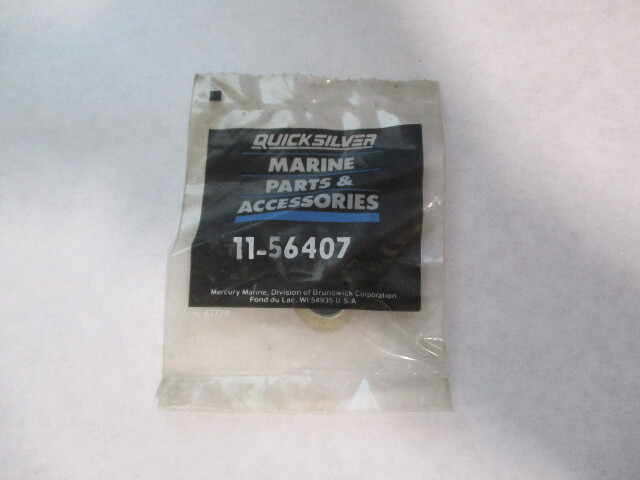 QUICKSILVER
MARINE
PARTS &
ACCESSORIES
11-56407
Mercury Marine, Division of Brunswick Corporation
Fond du Lac, WI 54935 U.S.A.